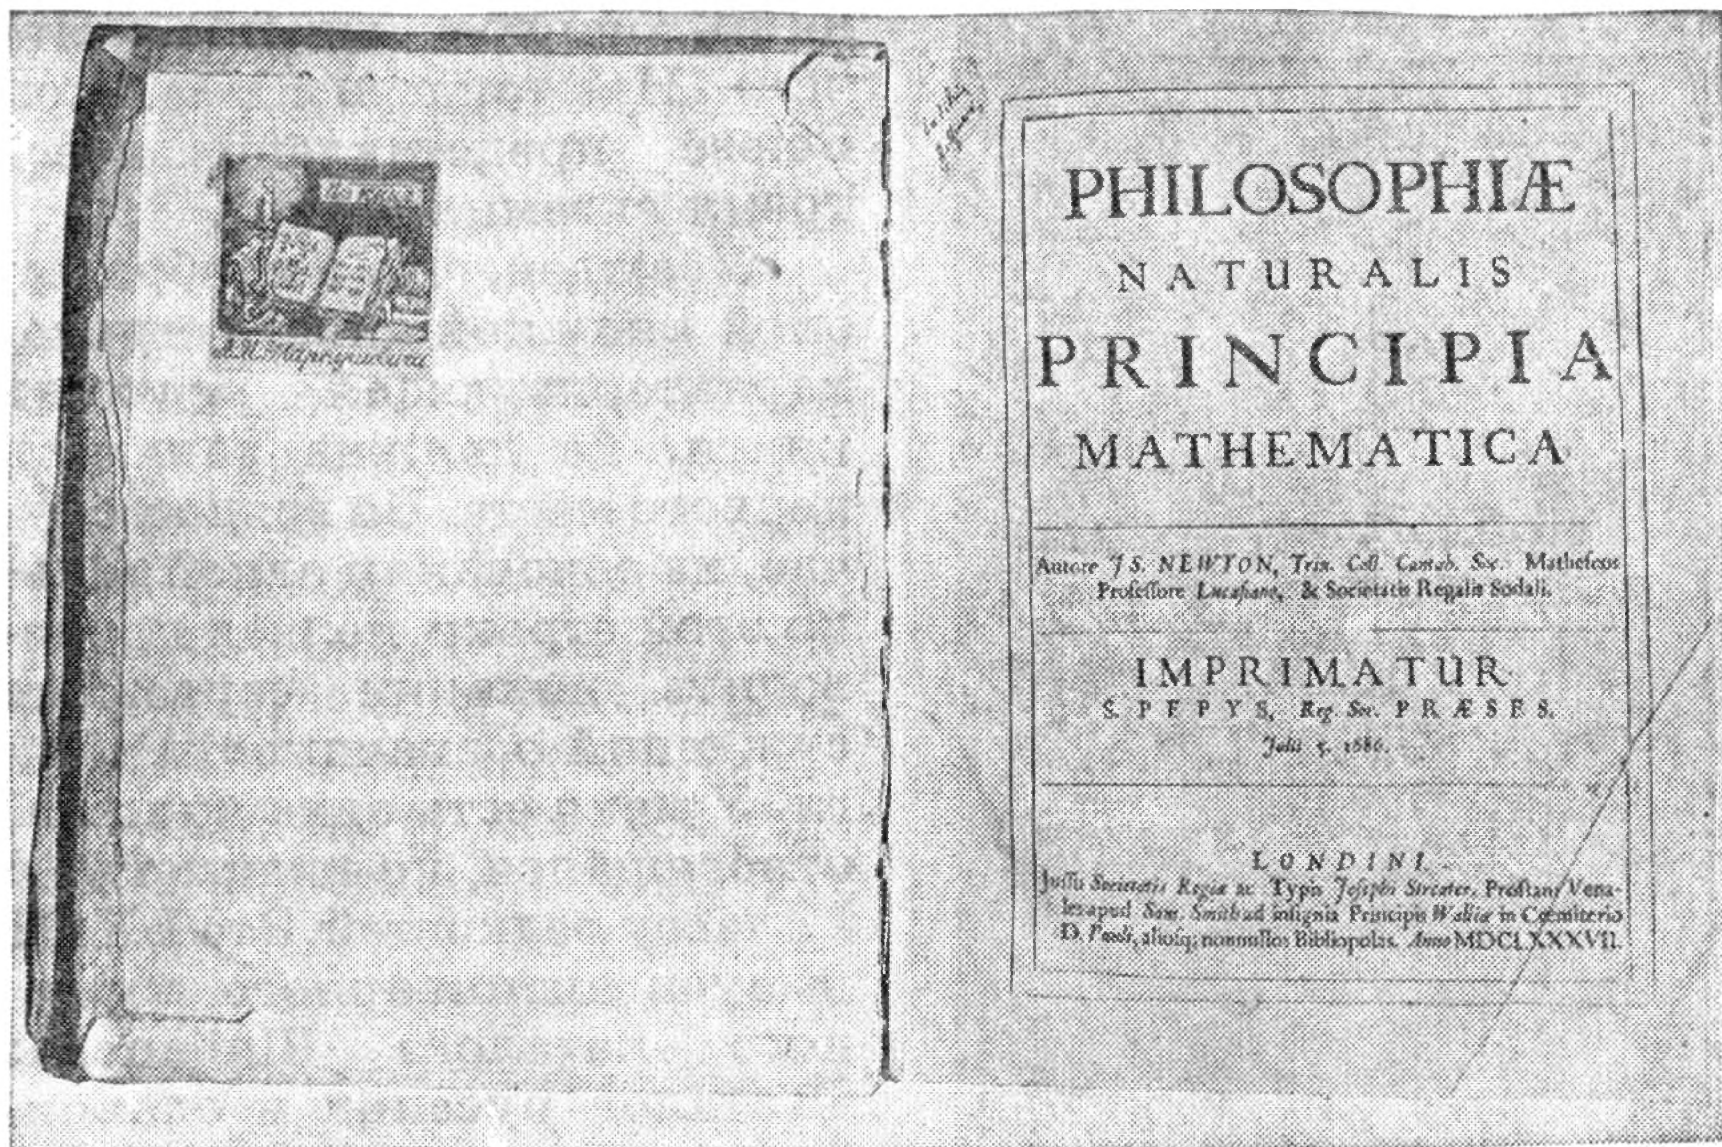 EX LIBRIS
PHILOSOPHIÆ
NATURALIS
PRINCIPIA
MATHEMATICA
Autore JS. NEWTON, Trin. Coll. Cantab. Soc. Matheseos
Professore Lucasiano, & Societatis Regalis Sodali.
IMPRIMATUR
S. PEPYS, Reg. Soc. PRÆSES.
Julii 5. 1686.
LONDINI,
Jussu Societatis Regiæ ac Typis Josephi Streater. Prostant Vena-
les apud Sam. Smith ad insignia Principis Walliæ in Cœmiterio
D. Pauli, aliosq; nonnullos Bibliopolas. Anno MDCLXXXVII.